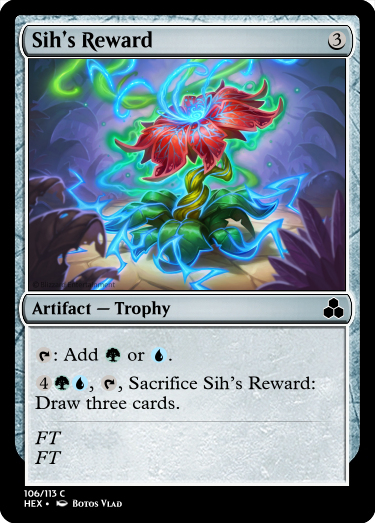 Sih's Reward 3
Artifact — Trophy
: Add or .
4 , , Sacrifice Sih's Reward:
Draw three cards.
FT
FT
106/113 C
HEX • Botos Vlad